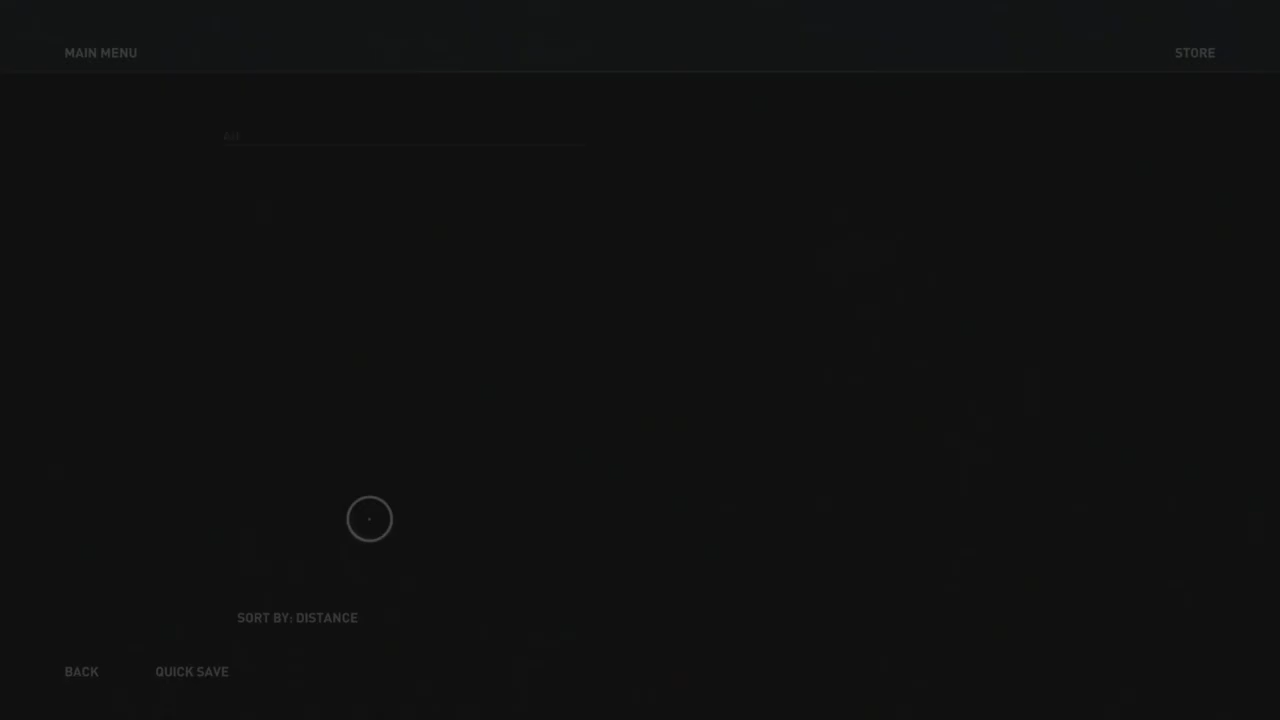 MAIN MENU
STORE
SORT BY: DISTANCE
BACK
QUICK SAVE